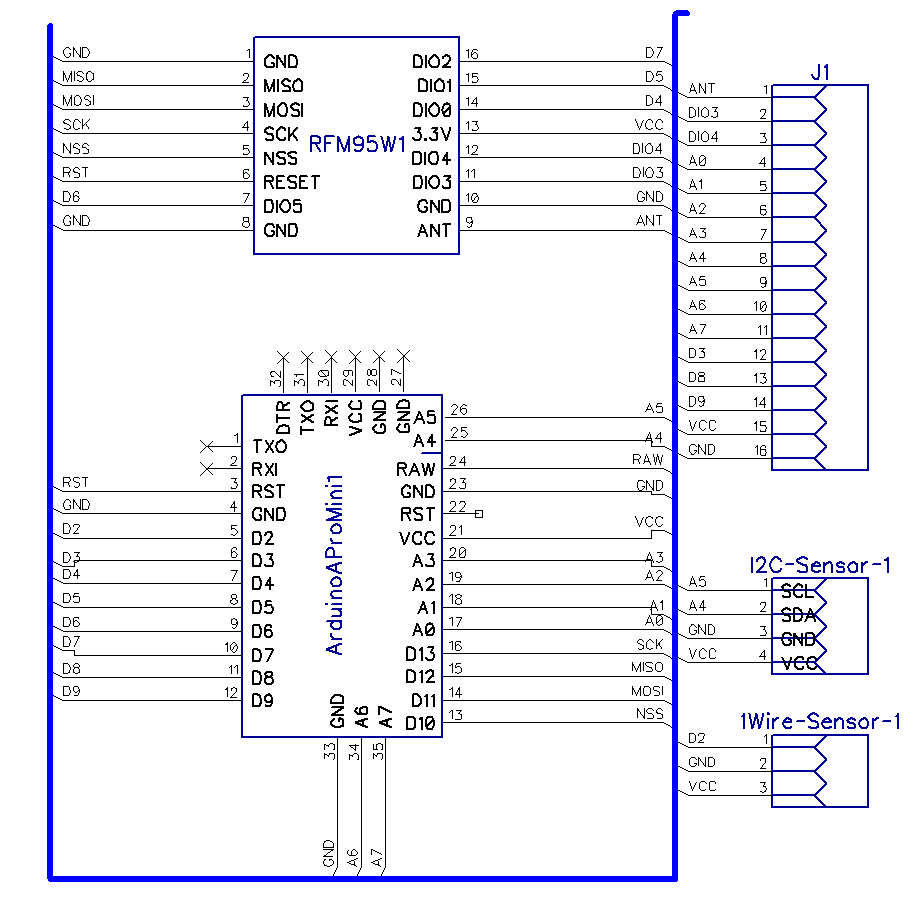 GND 1 GND DIO2 16 D7
MISO 2 MISO DIO1 15 D5
MOSI 3 MOSI DIO0 14 D4
SCK 4 SCK 3.3V 13 VCC
RFM95W1
NSS 5 NSS DIO4 12 DIO4
RST 6 RESET DIO3 11 DIO3
D6 7 DIO5 GND 10 GND
GND 8 GND ANT 9 ANT
J1
ANT 1
DIO3 2
DIO4 3
A0 4
A1 5
A2 6
A3 7
A4 8
A5 9
A6 10
A7 11
D3 12
D8 13
D9 14
VCC 15
GND 16
32 31 30 29 28 27
DTR TXO RXI VCC GND GND
ArduinoAProMini1
1 TXO
2 RXI
RST 3 RST
GND 4 GND
D2 5 D2
D3 6 D3
D4 7 D4
D5 8 D5
D6 9 D6
D7 10 D7
D8 11 D8
D9 12 D9
A5 26 A5
A4 25 A4
RAW 24 RAW
GND 23 GND
RST 22
VCC 21 VCC
A3 20 A3
A2 19 A2
A1 18 A1
A0 17 A0
D13 16 SCK
D12 15 MISO
D11 14 MOSI
D10 13 NSS
GND A6 A7
33 34 35
GND A6 A7
I2C-Sensor-1
A5 1 SCL
A4 2 SDA
GND 3 GND
VCC 4 VCC
1Wire-Sensor-1
D2 1
GND 2
VCC 3